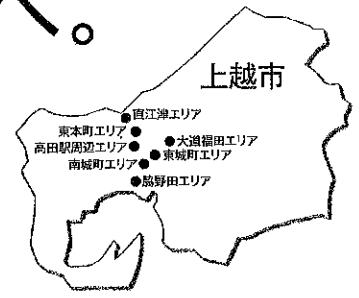 上越市
直江津エリア
東本町エリア
高田駅周辺エリア
大道福田エリア
東城町エリア
南城町エリア
脇野田エリア